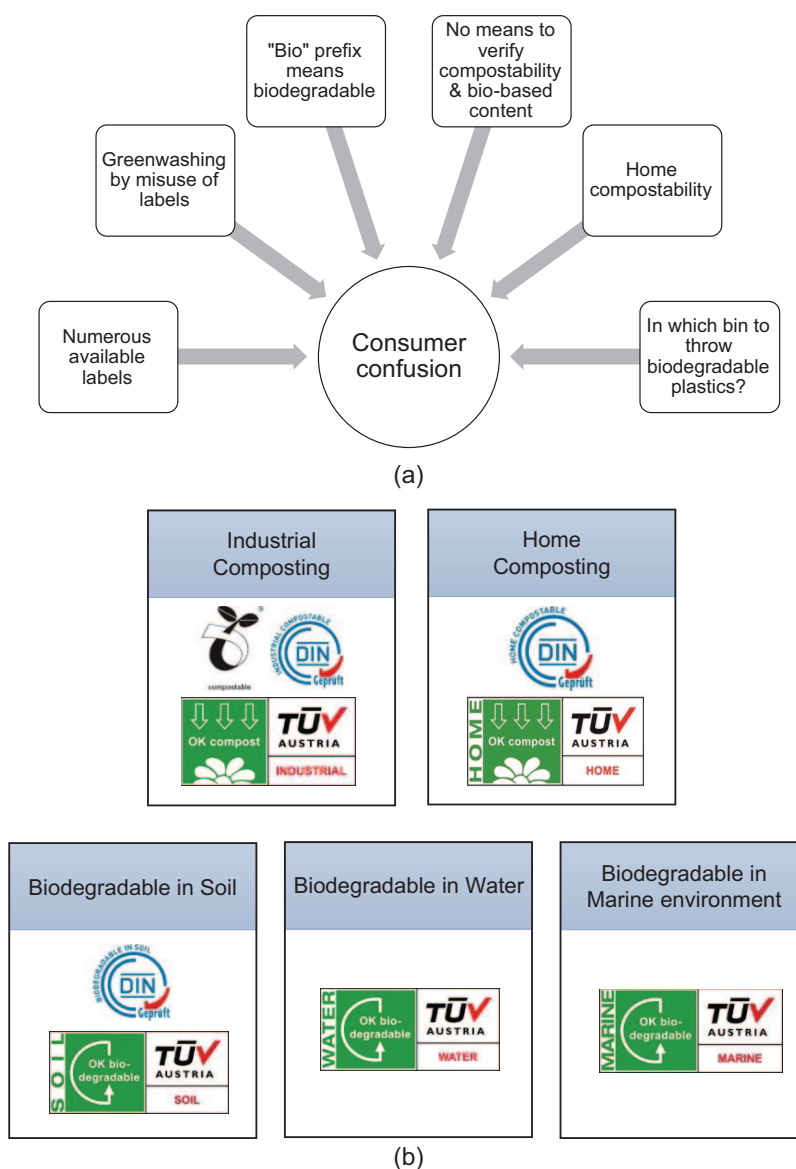 "Bio" prefix
means
biodegradable
No means to
verify
compostability
& bio-based
content
Greenwashing
by misuse of
labels
Home
compostability
Numerous
available
labels
Consumer
confusion
In which bin to
throw
biodegradable
plastics?
(a)
Industrial
Composting
®
compostable
INDUSTRIAL COMPOSTABLE
DIN
Geprüft
OK compost
TÜV
AUSTRIA
INDUSTRIAL
Home
Composting
HOME COMPOSTABLE
DIN
Geprüft
HOME
OK compost
TÜV
AUSTRIA
HOME
Biodegradable in Soil
BIODEGRADABLE IN SOIL
DIN
Geprüft
SOIL
OK bio-
degradable
TÜV
AUSTRIA
SOIL
Biodegradable in Water
WATER
OK bio-
degradable
TÜV
AUSTRIA
WATER
Biodegradable in
Marine environment
MARINE
OK bio-
degradable
TÜV
AUSTRIA
MARINE
(b)